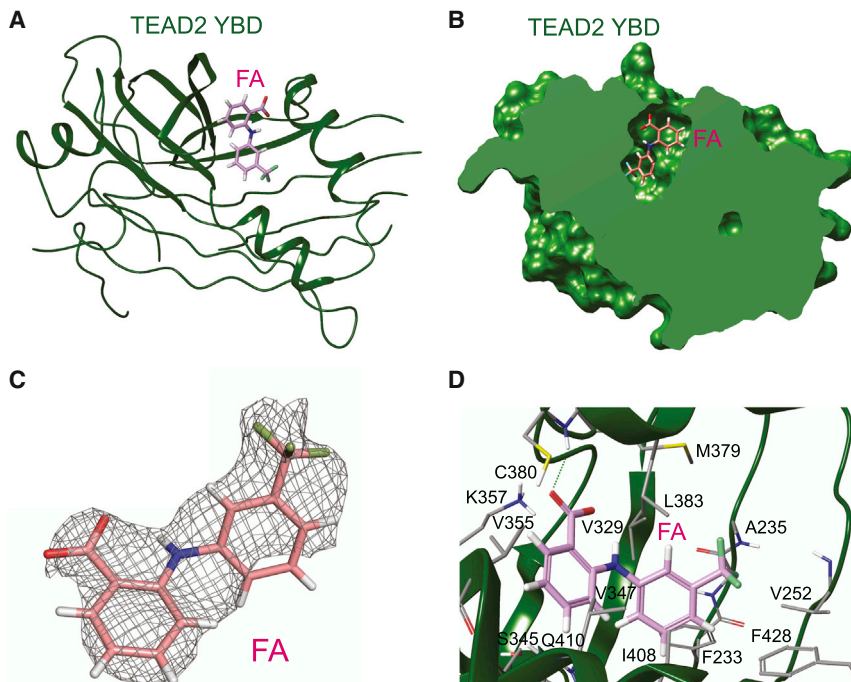 A
TEAD2 YBD
FA
B
TEAD2 YBD
FA
C
FA
D
M379
C380
K357
L383
V355
V329
FA
A235
V347
V252
S345
Q410
I408
F233
F428